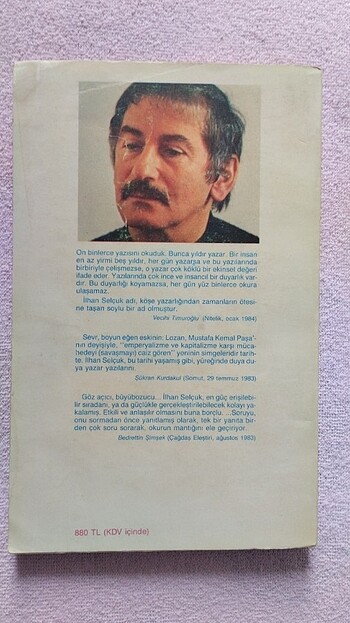 On binlerce yazısını okuduk. Bunca yıldır yazar. Bir insan
en az yirmi beş yıldır, her gün yazarsa ve bu yazılarında
birbiriyle çelişmezse, o yazar çok köklü bir ekinsel değeri
ifade eder. Yazılarında çok ince ve insancıl bir duyarlık var-
dır. Bu duyarlığı koyamazsa, her gün yüz binlerce okura
ulaşamaz.
İlhan Selçuk adı, köşe yazarlığından zamanların ötesi-
ne taşan soylu bir ad olmuştur.
Vecihi Timuroğlu (Nitelik, ocak 1984)
Sevr, boyun eğen eskinin: Lozan, Mustafa Kemal Paşa'-
nın deyişiyle, "emperyalizme ve kapitalizme karşı müca-
hedeyi (savaşmayı) caiz gören" yeninin simgeleridir tarih-
te. İlhan Selçuk, bu tarihi yaşamış gibi, yüreğinde duya du-
ya yazar yazılarını.
Şükran Kurdakul (Somut, 29 temmuz 1983)
Göz açıcı, büyübozucu... İlhan Selçuk, en güç erişilebi-
lir sıradanı, ya da güçlükle gerçekleştirilebilecek kolayı ya-
kalamış. Etkili ve anlaşılır olmasını buna borçlu. ...Soruyu,
onu sormadan önce yanıtlamış olarak, tek bir yanıta birden
çok soru sorarak, okurun mantığını ele geçiriyor.
Bedrettin Şimşek (Çağdaş Eleştiri, ağustos 1983)
880 TL (KDV içinde)